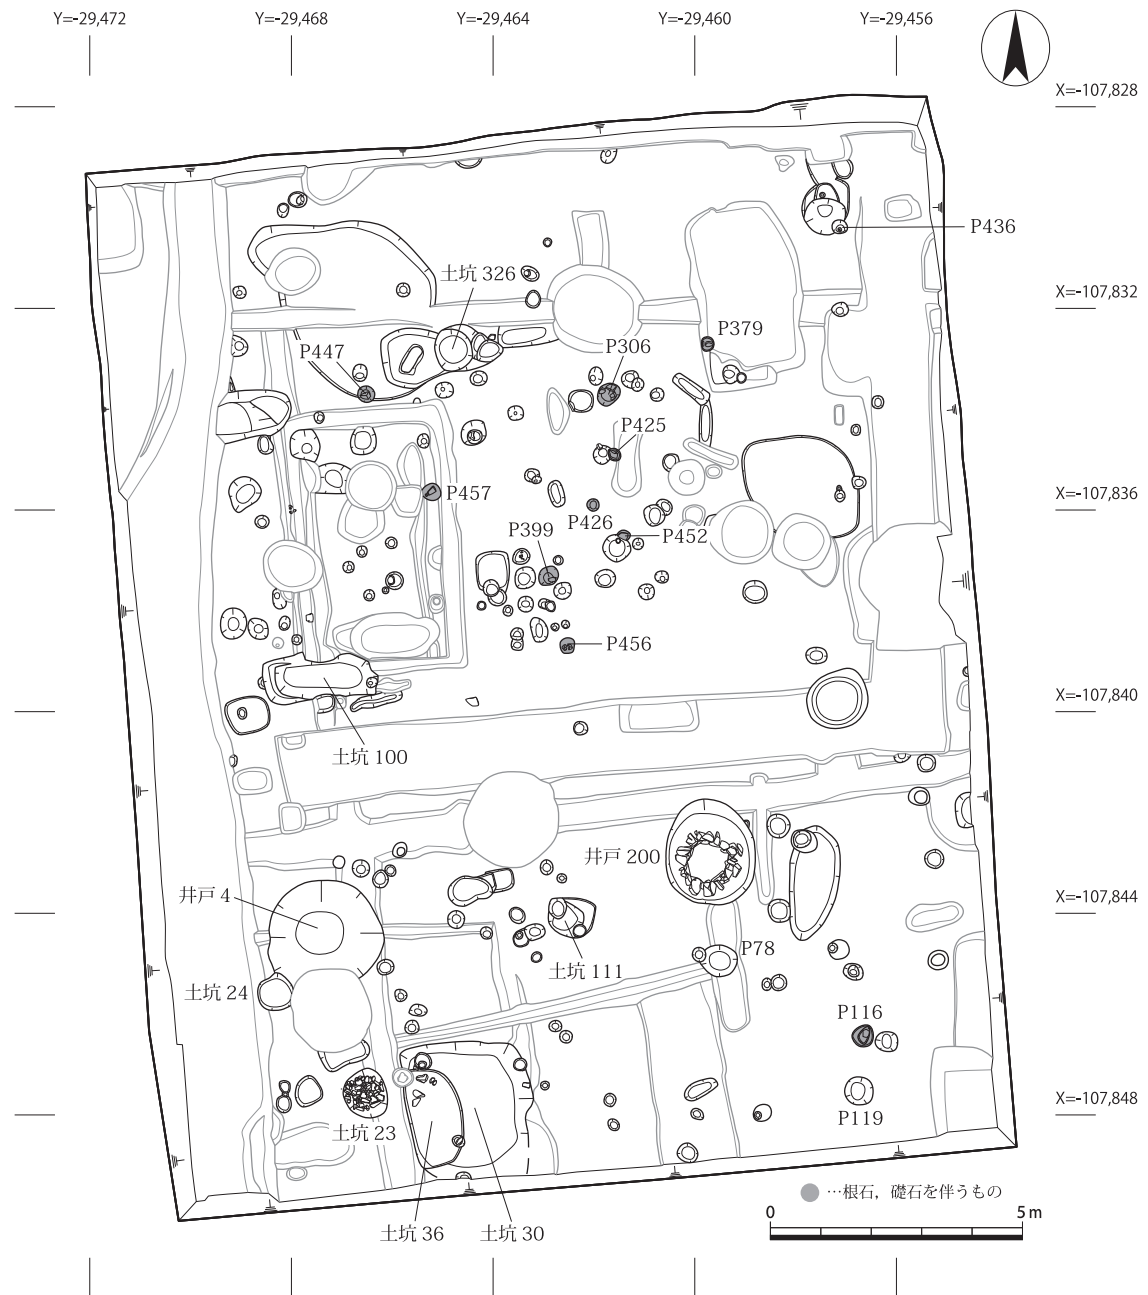 Y=-29,472
Y=-29,468
Y=-29,464
Y=-29,460
Y=-29,456
X=-107,828
P436
土坑 326
X=-107,832
P379
P306
P447
P425
P457
X=-107,836
P426
P399
P452
P456
X=-107,840
土坑 100
井戸 200
井戸 4
X=-107,844
P78
土坑 111
土坑 24
P116
X=-107,848
P119
土坑 23
…根石，礎石を伴うもの
0
5 m
土坑 36
土坑 30